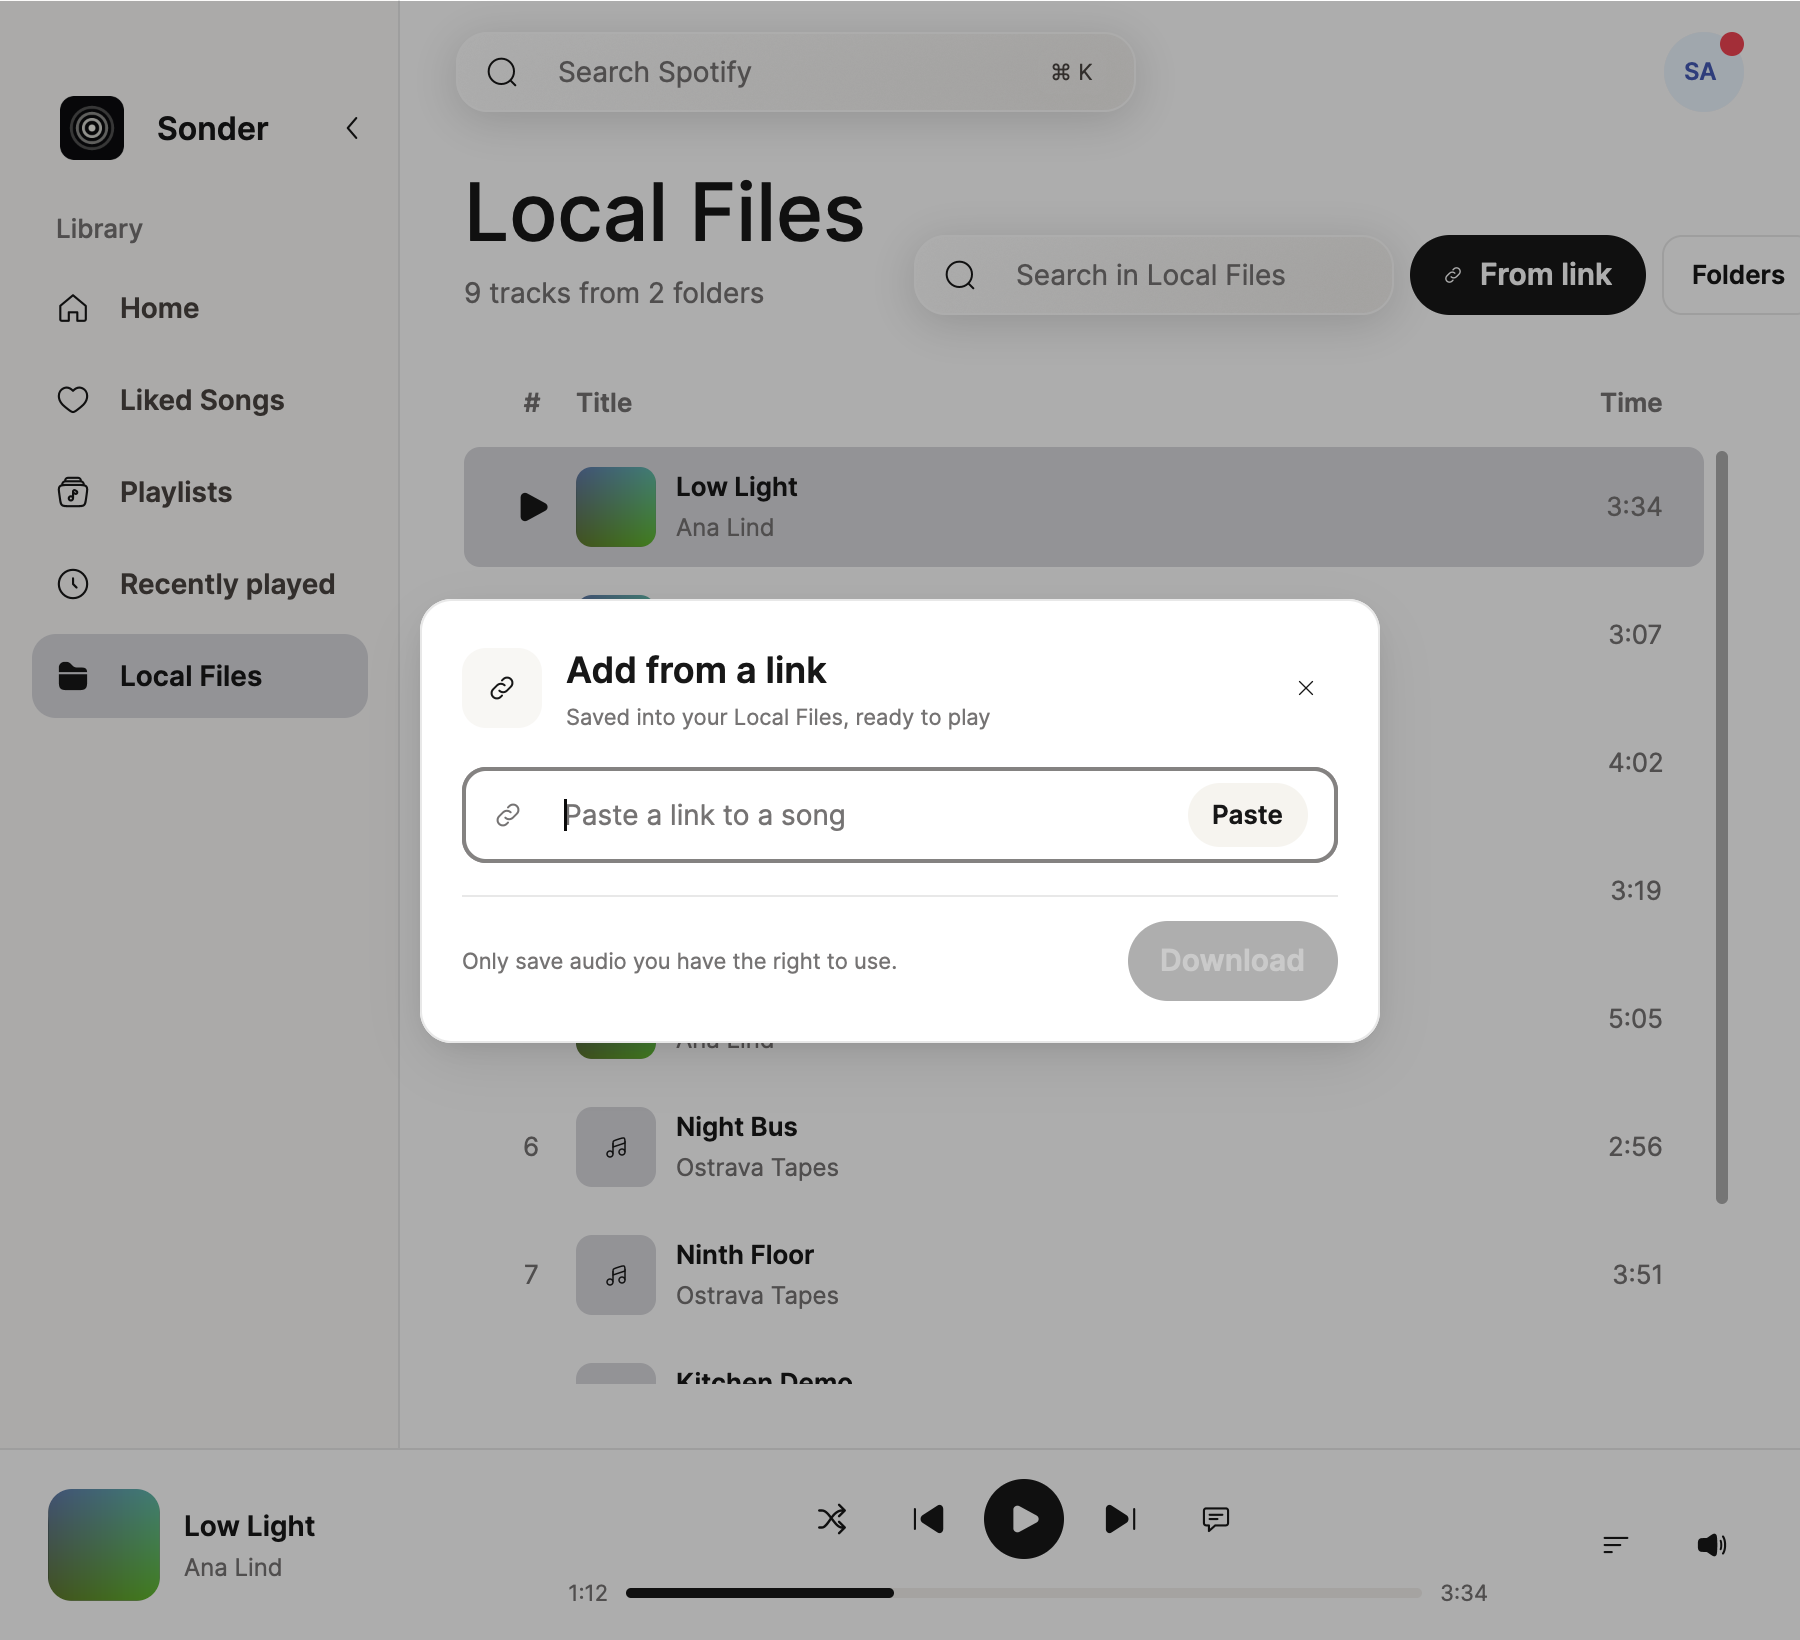 Search Spotify
⌘ K
SA
Sonder
Library
Home
Liked Songs
Playlists
Recently played
Local Files
Local Files
9 tracks from 2 folders
Search in Local Files
From link
Folders
# Title Time
Low Light
Ana Lind
3:34
3:07
4:02
3:19
5:05
Add from a link
Saved into your Local Files, ready to play
Paste a link to a song
Paste
Only save audio you have the right to use.
Download
Ana Lind
6
Night Bus
Ostrava Tapes
2:56
7
Ninth Floor
Ostrava Tapes
3:51
Kitchen Demo
Low Light
Ana Lind
1:12
3:34